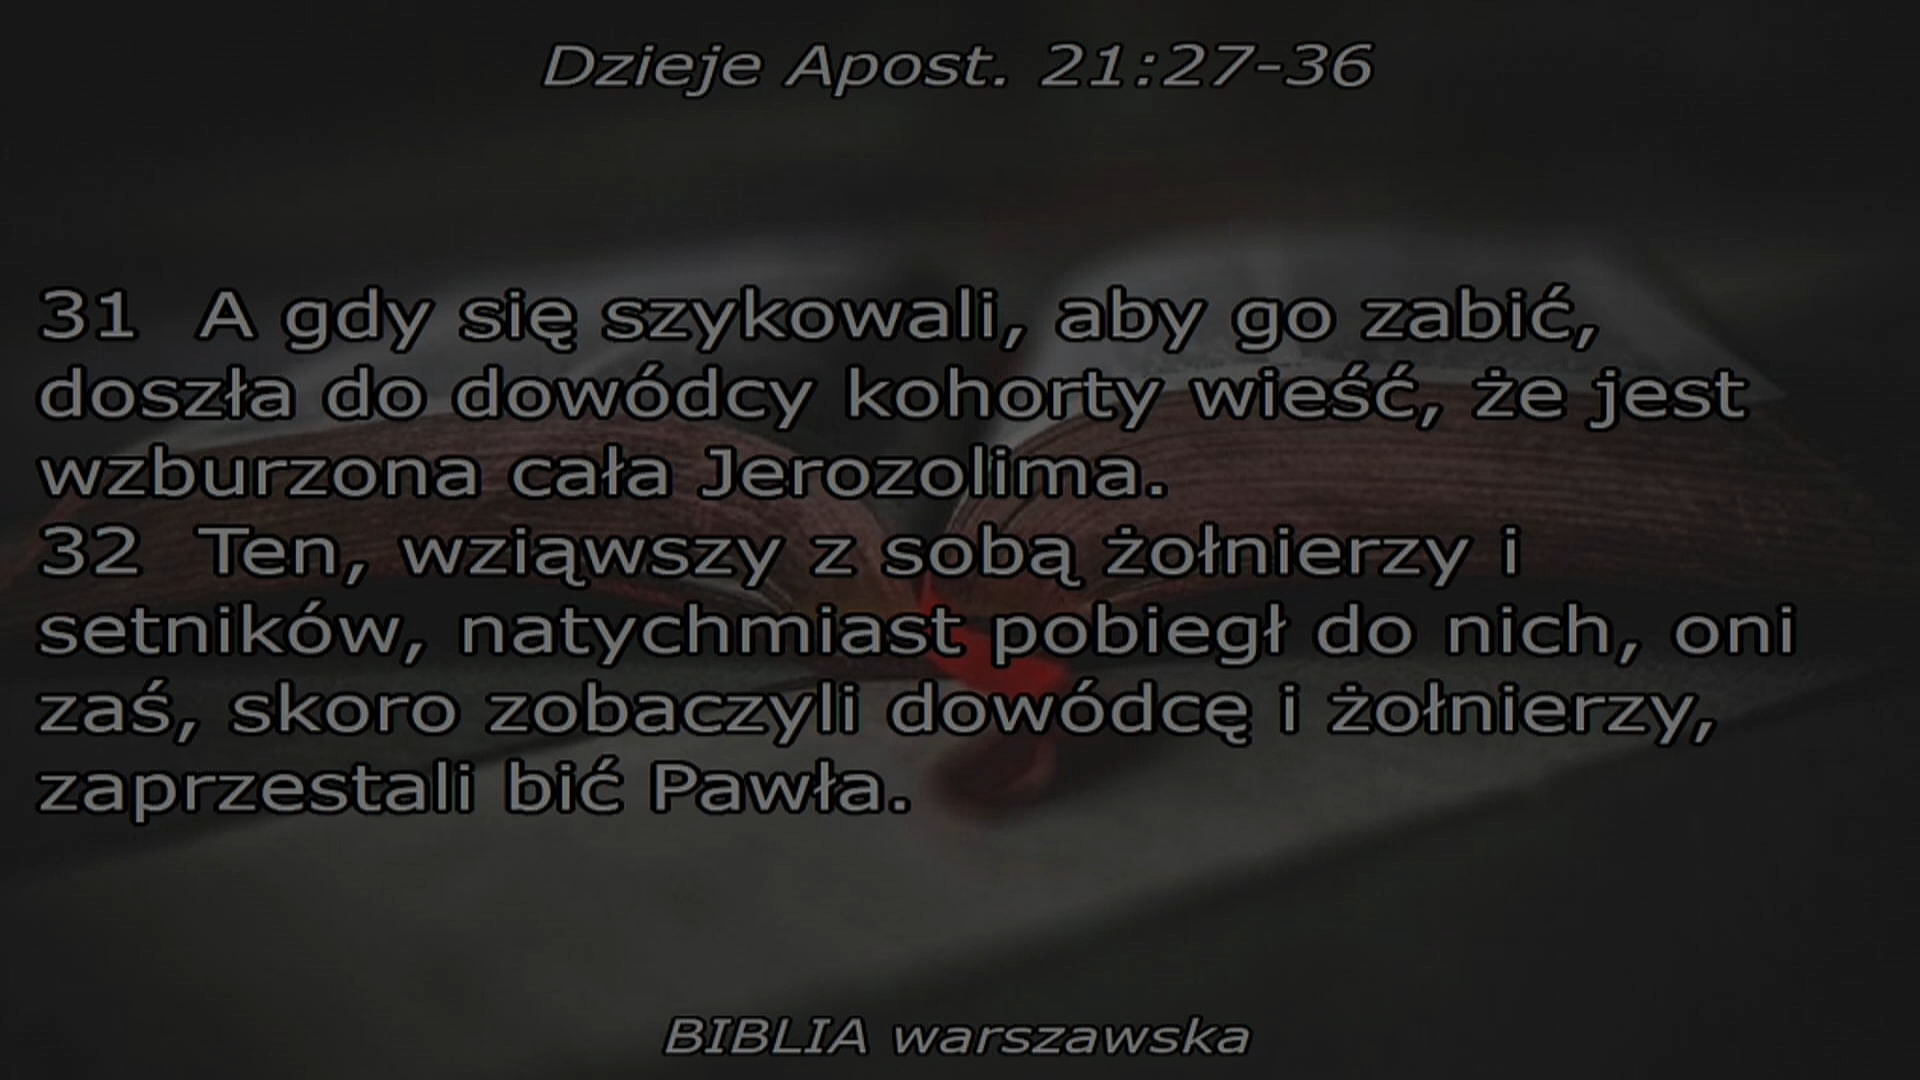 Dzieje Apost. 21:27-36
31 A gdy się szykowali, aby go zabić,
doszła do dowódcy kohorty wieść, że jest
wzburzona cała Jerozolima.
32 Ten, wziąwszy z sobą żołnierzy i
setników, natychmiast pobiegł do nich, oni
zaś, skoro zobaczyli dowódcę i żołnierzy,
zaprzestali bić Pawła.
BIBLIA warszawska